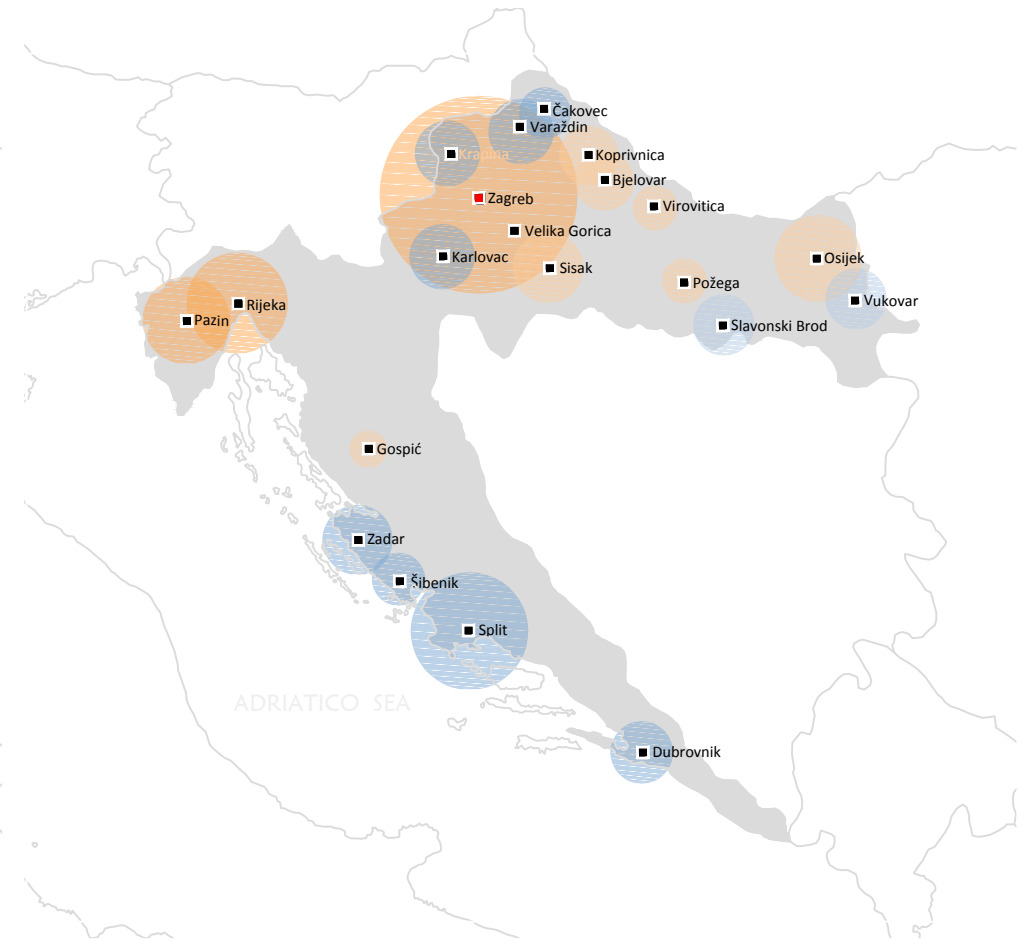 Čakovec
Varaždin
Krapina
Koprivnica
Bjelovar
Zagreb
Virovitica
Velika Gorica
Karlovac
Sisak
Osijek
Požega
Vukovar
Rijeka
Pazin
Slavonski Brod
Gospić
Zadar
Šibenik
Split
ADRIATICO SEA
Dubrovnik